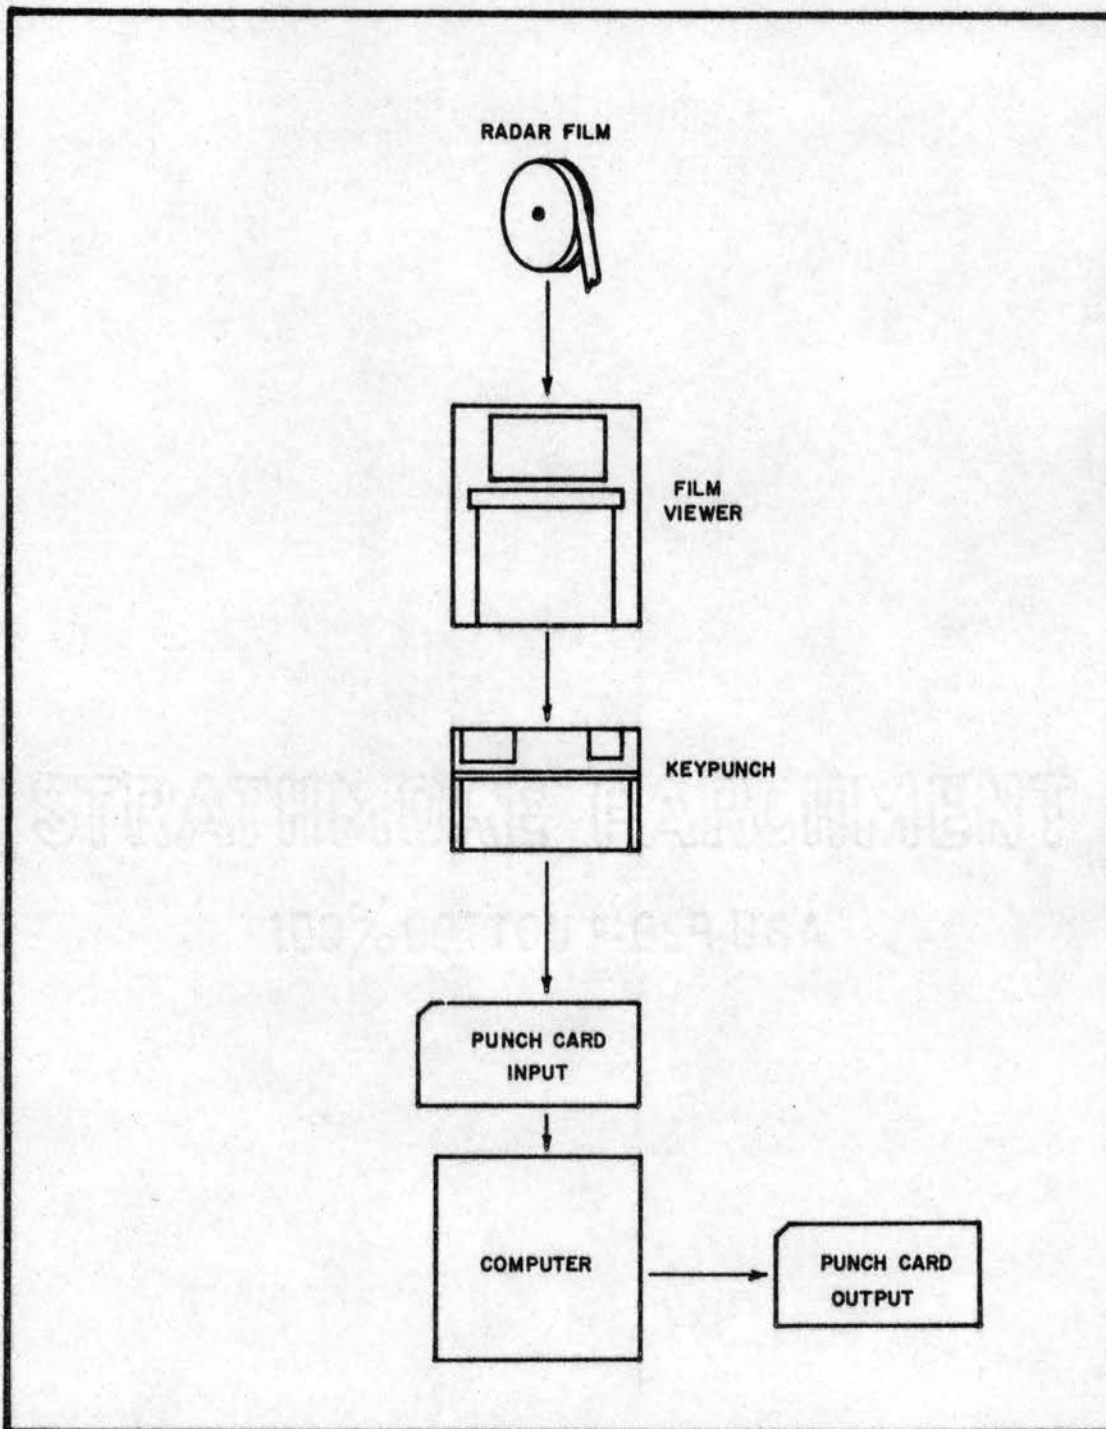 RADAR FILM
FILM
VIEWER
KEYPUNCH
PUNCH CARD
INPUT
COMPUTER
PUNCH CARD
OUTPUT